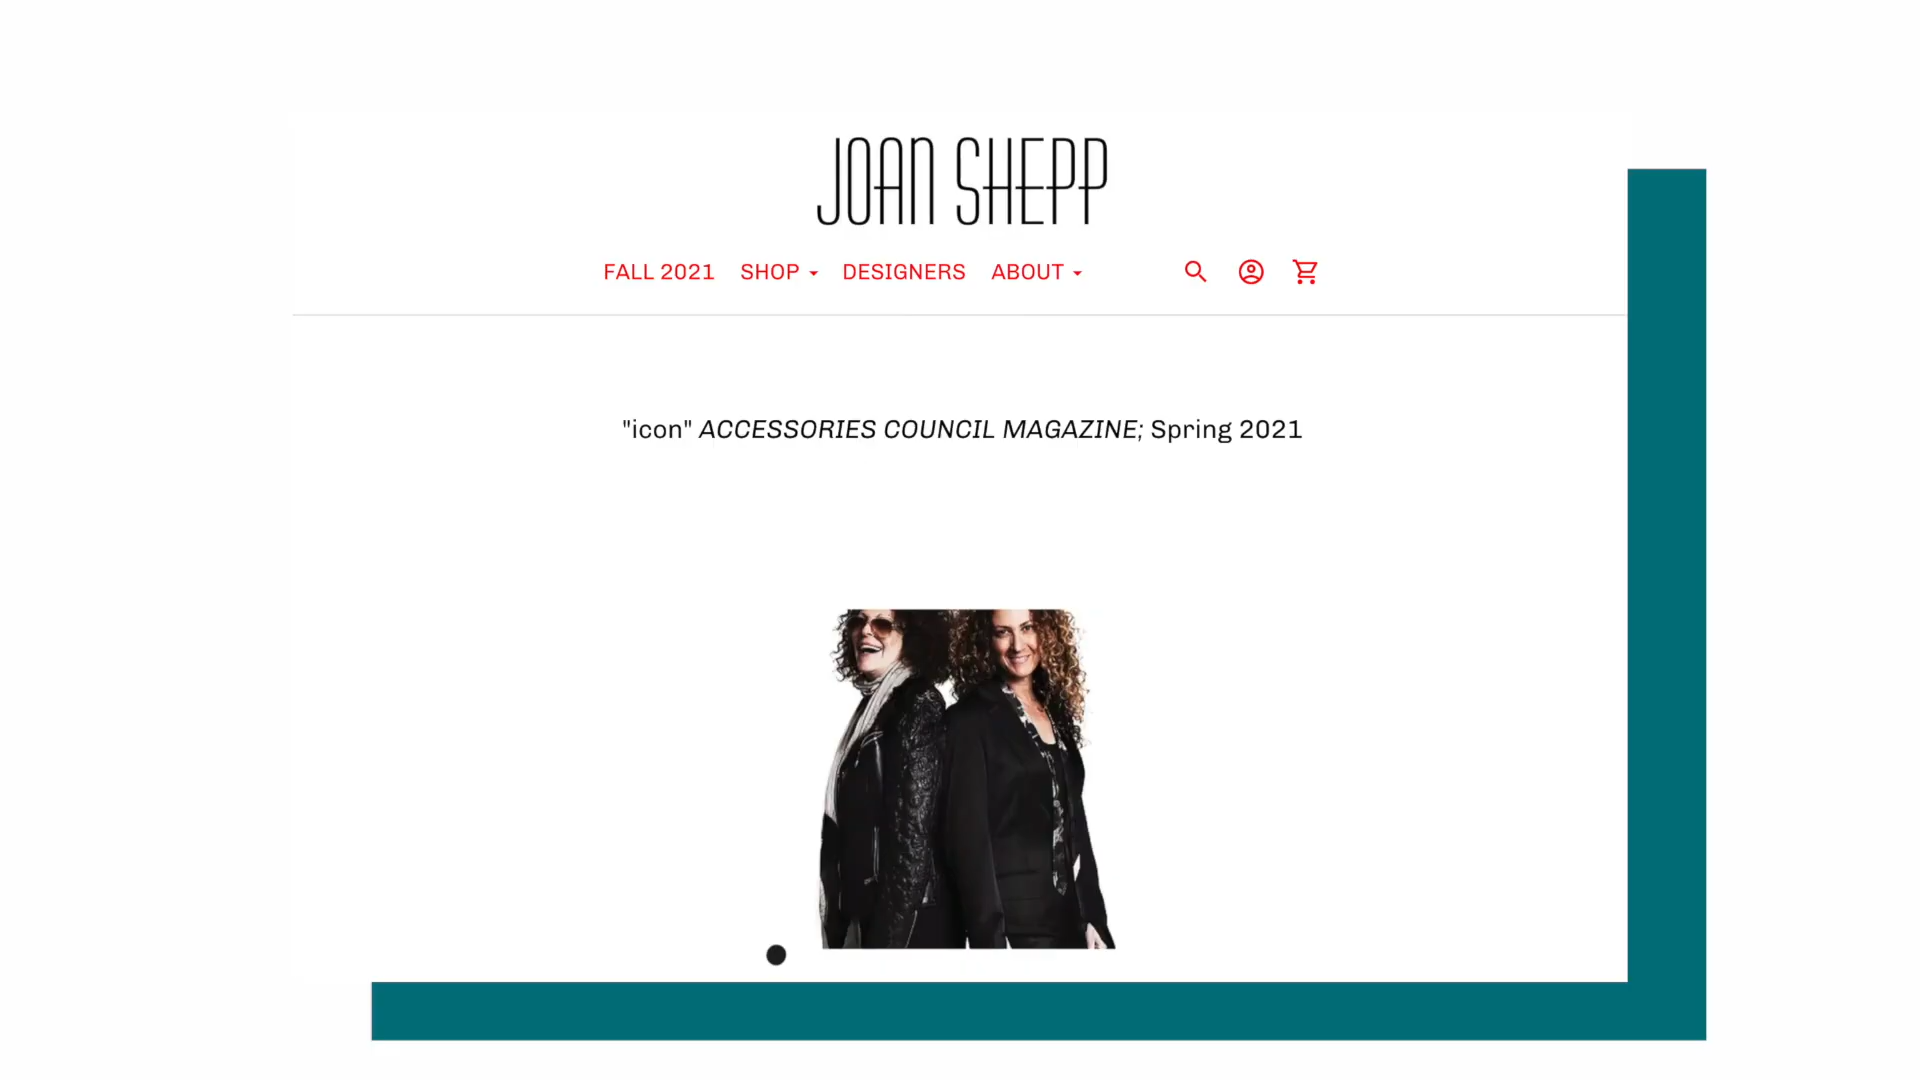 JOAN SHEPP
FALL 2021 SHOP DESIGNERS ABOUT
"icon" ACCESSORIES COUNCIL MAGAZINE; Spring 2021